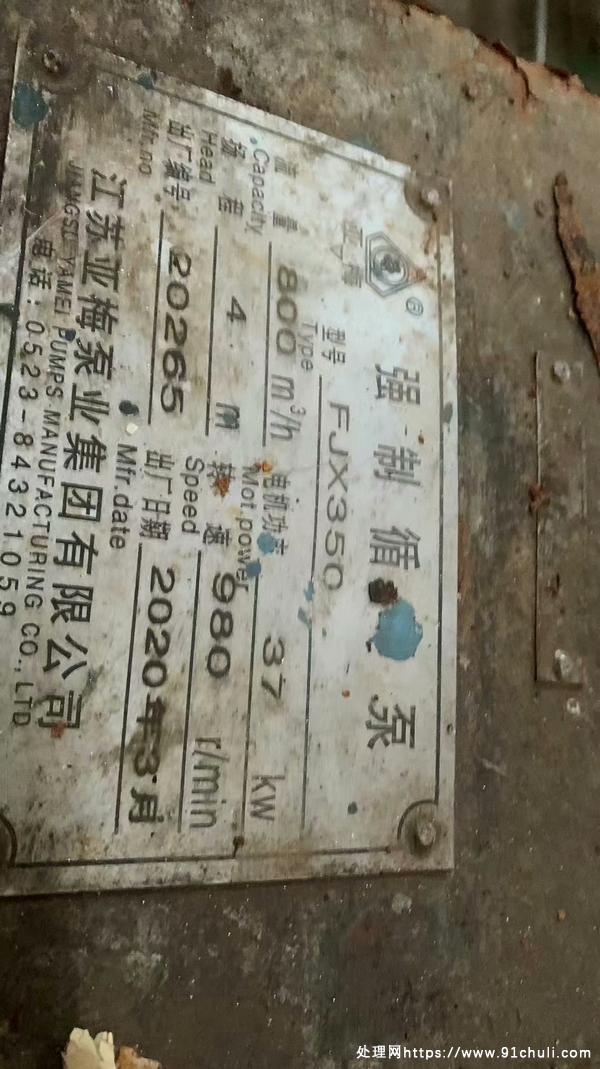 亚梅 ®
强制循 泵
型号
Type FJX350
流量
Capacity 800 m³/h 电机功率
Mot.power 37 kw
扬程
Head 4 m 转速
Speed 980 r/min
出厂编号
Mfr.no 20265 出厂日期
Mfr.date 2020年3月
江苏亚梅泵业集团有限公司
JIANGSU YAMEI PUMPS MANUFACTURING CO., LTD
电话：0523-84321059
处理网https://www.91chuli.com